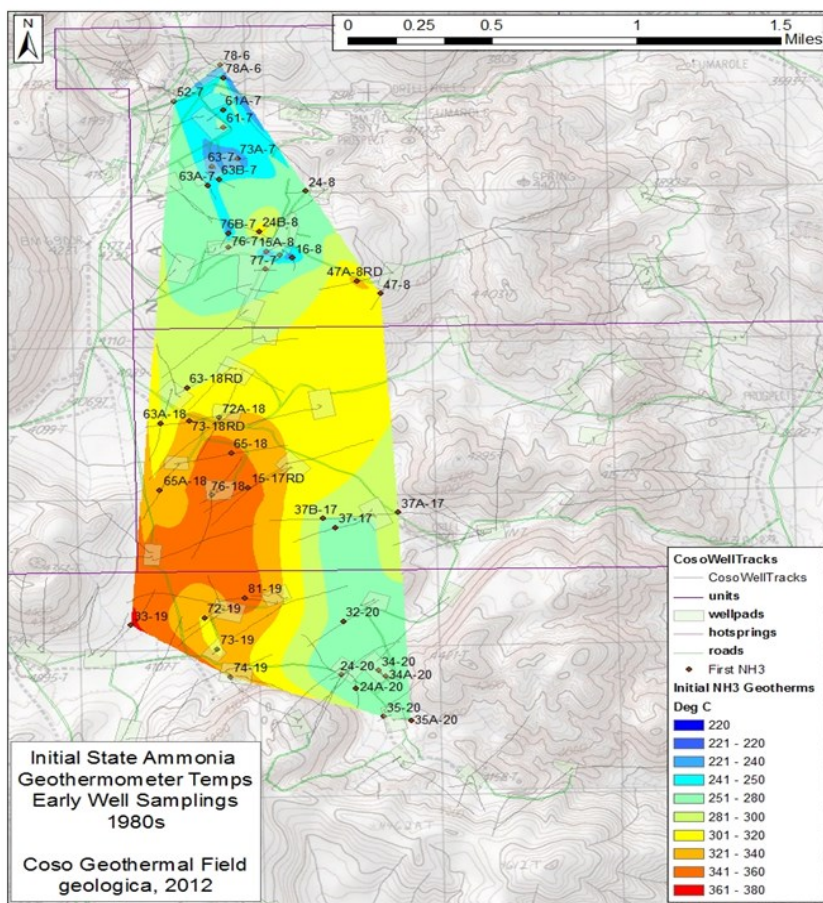 N
0
0.25
0.5
1
1.5
Miles
78-6
78A-6
52-7
61A-7
61-7
73A-7
63-7
63B-7
63A-7
24-8
76B-7
24B-8
76-7
15A-8
16-8
77-7
47A-8RD
47-8
SPRING
63-18RD
63A-18
72A-18
73-18RD
65-18
65A-18
76-18
15-17RD
37B-17
37-17
37A-17
81-19
72-19
73-19
74-19
32-20
24-20
34-20
34A-20
24A-20
35-20
35A-20
CosoWellTracks
CosoWellTracks
units
wellpads
hotsprings
roads
First NH3
Initial NH3 Geotherms
Deg C
220
221 - 220
221 - 240
241 - 250
251 - 280
281 - 300
301 - 320
321 - 340
341 - 360
361 - 380
Initial State Ammonia
Geothermometer Temps
Early Well Samplings
1980s
Coso Geothermal Field
geologica, 2012